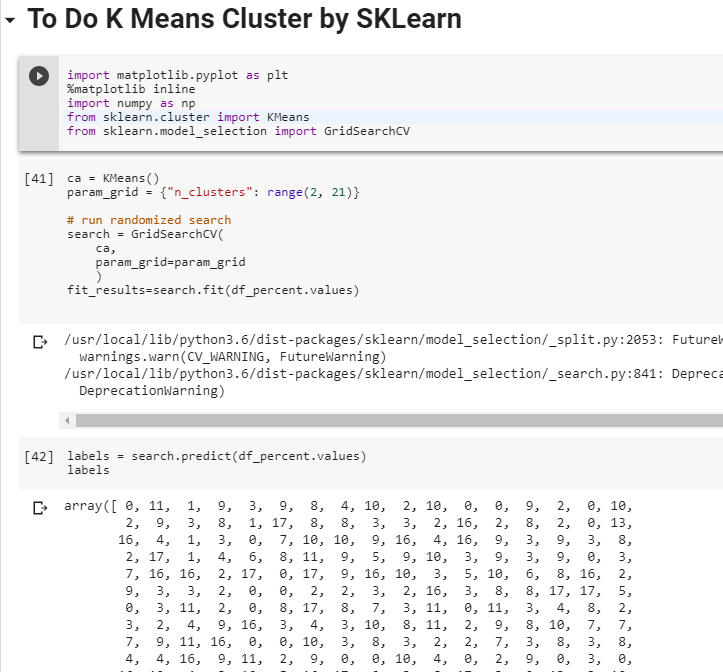 To Do K Means Cluster by SKLearn
import matplotlib.pyplot as plt
%matplotlib inline
import numpy as np
from sklearn.cluster import KMeans
from sklearn.model_selection import GridSearchCV
[41] ca = KMeans()
param_grid = {"n_clusters": range(2, 21)}
# run randomized search
search = GridSearchCV(
ca,
param_grid=param_grid
)
fit_results=search.fit(df_percent.values)
/usr/local/lib/python3.6/dist-packages/sklearn/model_selection/_split.py:2053: FutureW
warnings.warn(CV_WARNING, FutureWarning)
/usr/local/lib/python3.6/dist-packages/sklearn/model_selection/_search.py:841: Depreca
DeprecationWarning)
[42] labels = search.predict(df_percent.values)
labels
array([ 0, 11, 1, 9, 3, 9, 8, 4, 10, 2, 10, 0, 0, 9, 2, 0, 10,
2, 9, 3, 8, 1, 17, 8, 8, 3, 3, 2, 16, 2, 8, 2, 0, 13,
16, 4, 1, 3, 0, 7, 10, 10, 9, 16, 4, 16, 9, 3, 9, 3, 8,
2, 17, 1, 4, 6, 8, 11, 9, 5, 9, 10, 3, 9, 3, 9, 0, 3,
7, 16, 16, 2, 17, 0, 17, 9, 16, 10, 3, 5, 10, 6, 8, 16, 2,
9, 3, 3, 2, 0, 0, 2, 2, 3, 2, 16, 3, 8, 8, 17, 17, 5,
0, 3, 11, 2, 0, 8, 17, 8, 7, 3, 11, 0, 11, 3, 4, 8, 2,
3, 2, 4, 9, 16, 3, 4, 3, 10, 8, 11, 2, 9, 8, 10, 7, 7,
7, 9, 11, 16, 0, 0, 10, 3, 8, 3, 2, 2, 7, 3, 8, 3, 8,
4, 4, 16, 9, 11, 2, 9, 0, 0, 10, 4, 0, 2, 9, 0, 3, 0,